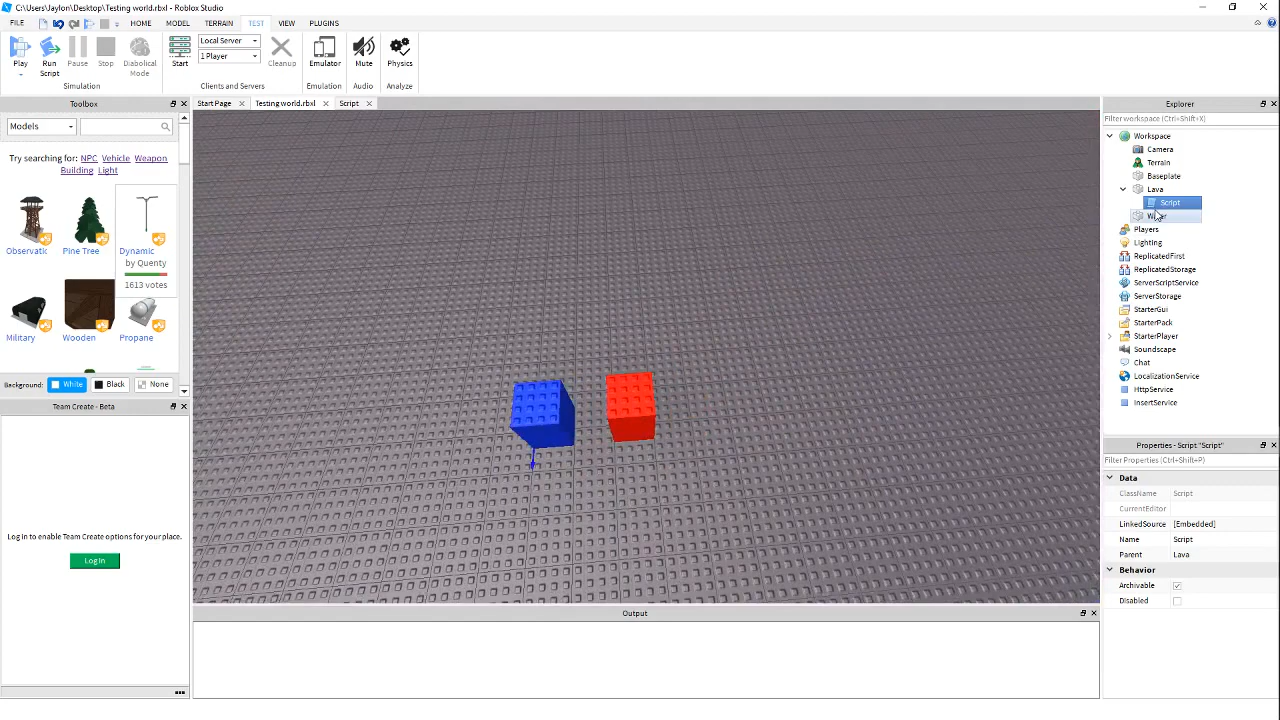 C:\Users\Jaylon\Desktop\Testing world.rbxl - Roblox Studio
FILE HOME MODEL TERRAIN TEST VIEW PLUGINS
Local Server
1 Player
Play Run Script Pause Stop Diabolical Mode Start Cleanup Emulator Mute Physics
Simulation Clients and Servers Emulation Audio Analyze
Toolbox
Start Page Testing world.rbxl Script
Models
Try searching for: NPC Vehicle Weapon
Building Light
Observatic Pine Tree Dynamic
by Quenty
1613 votes
Military Wooden Propane
Background: White Black None
Team Create - Beta
Log in to enable Team Create options for your place.
Log In
Output
Explorer
Filter workspace (Ctrl+Shift+X)
Workspace
Camera
Terrain
Baseplate
Lava
Script
Players
Lighting
ReplicatedFirst
ReplicatedStorage
ServerScriptService
ServerStorage
StarterGui
StarterPack
StarterPlayer
Soundscape
Chat
LocalizationService
HttpService
InsertService
Properties - Script "Script"
Filter Properties (Ctrl+Shift+P)
Data
ClassName Script
CurrentEditor
LinkedSource [Embedded]
Name Script
Parent Lava
Behavior
Archivable
Disabled